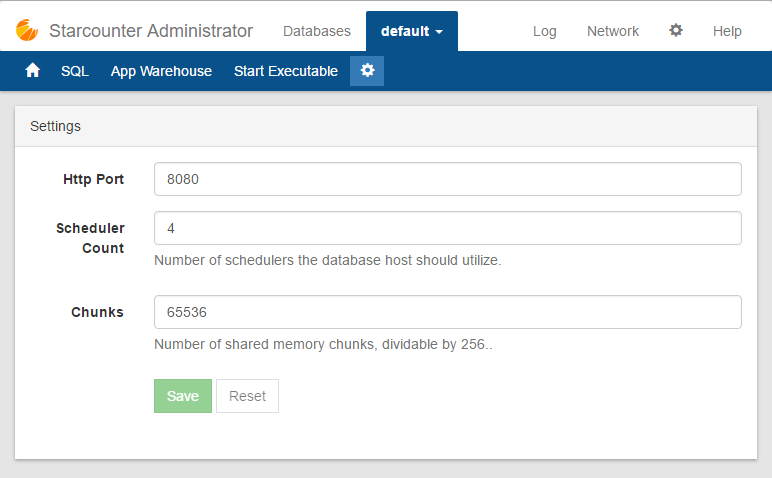 Starcounter Administrator Databases default Log Network Help
SQL App Warehouse Start Executable
Settings
Http Port 8080
Scheduler Count 4
Number of schedulers the database host should utilize.
Chunks 65536
Number of shared memory chunks, dividable by 256..
Save Reset